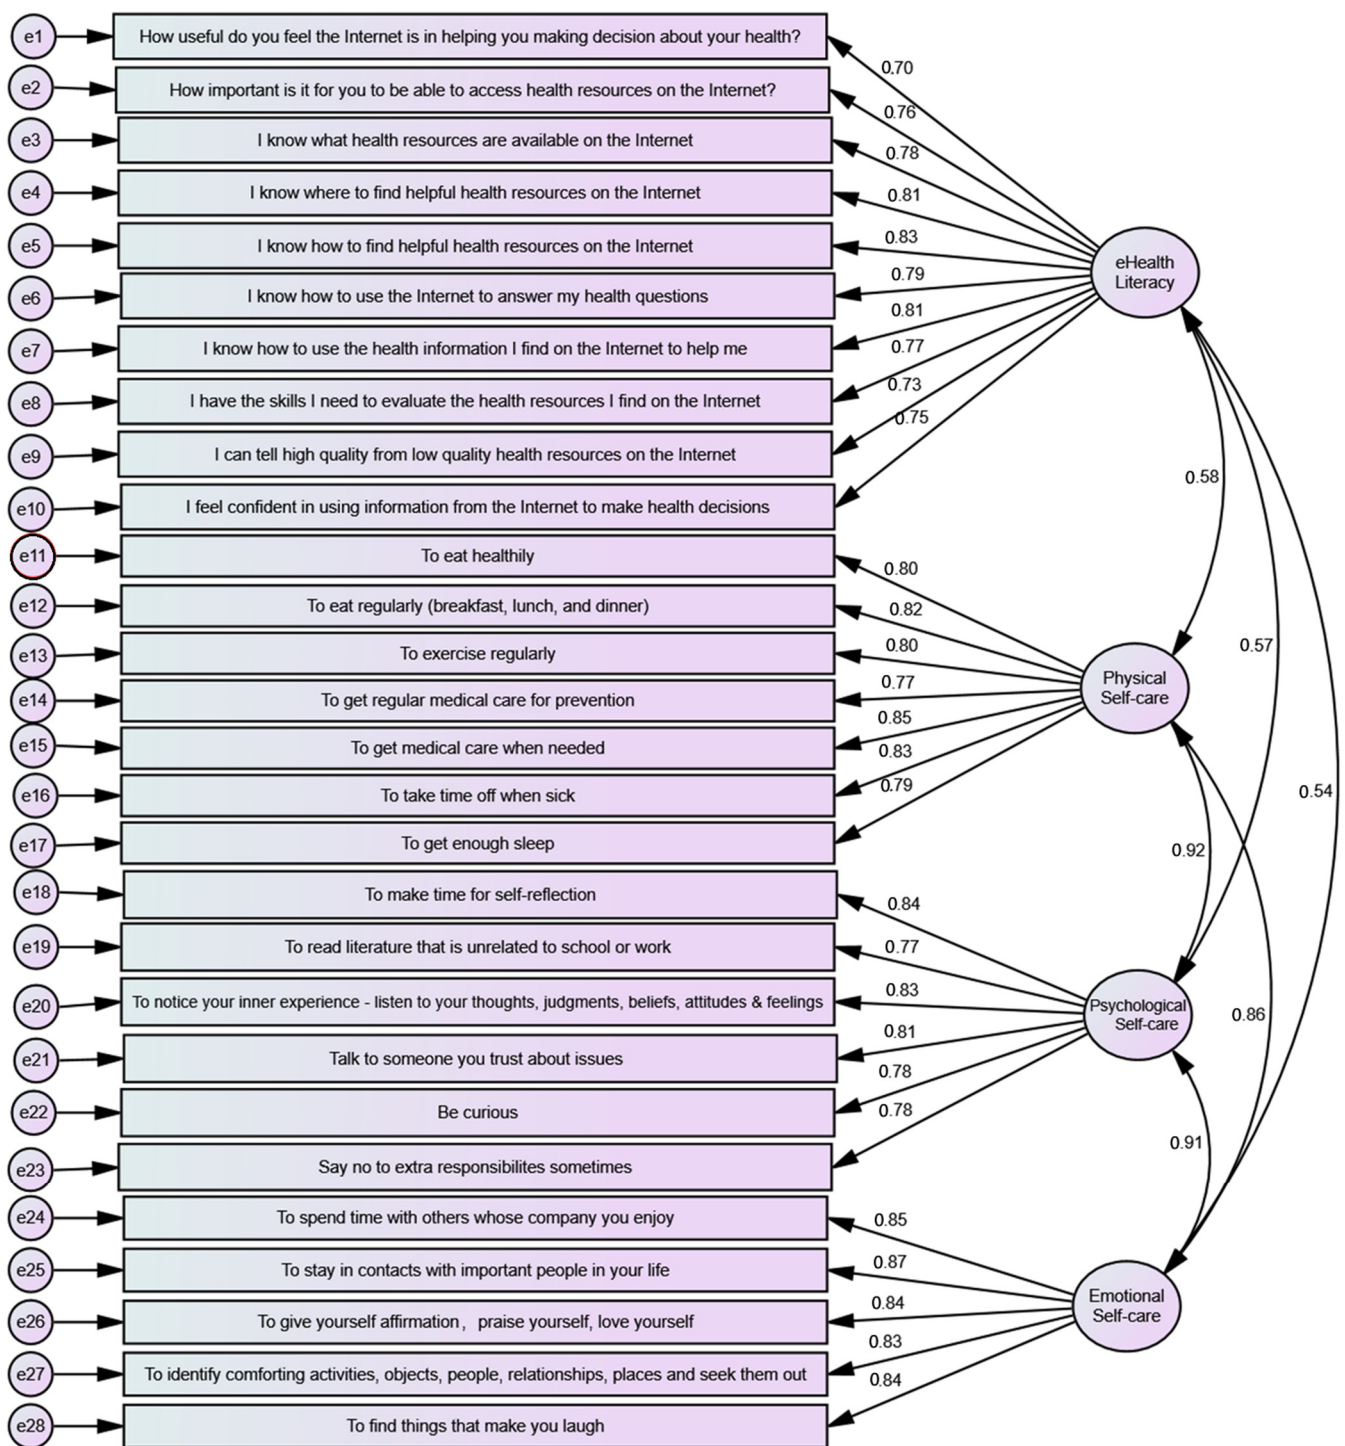 e1
How useful do you feel the Internet is in helping you making decision about your health?
0.70
e2
How important is it for you to be able to access health resources on the Internet?
0.76
e3
I know what health resources are available on the Internet
0.78
e4
I know where to find helpful health resources on the Internet
0.81
e5
I know how to find helpful health resources on the Internet
0.83
eHealth
Literacy
e6
I know how to use the Internet to answer my health questions
0.79
e7
I know how to use the health information I find on the Internet to help me
0.81
e8
I have the skills I need to evaluate the health resources I find on the Internet
0.77
e9
I can tell high quality from low quality health resources on the Internet
0.73
e10
I feel confident in using information from the Internet to make health decisions
0.75
0.58
e11
To eat healthily
0.80
e12
To eat regularly (breakfast, lunch, and dinner)
0.82
e13
To exercise regularly
0.80
0.57
e14
To get regular medical care for prevention
0.77
Physical
Self-care
e15
To get medical care when needed
0.85
e16
To take time off when sick
0.83
0.54
e17
To get enough sleep
0.79
0.92
e18
To make time for self-reflection
0.84
e19
To read literature that is unrelated to school or work
0.77
e20
To notice your inner experience - listen to your thoughts, judgments, beliefs, attitudes & feelings
0.83
Psychological
Self-care
0.86
e21
Talk to someone you trust about issues
0.81
e22
Be curious
0.78
e23
Say no to extra responsibilites sometimes
0.78
0.91
e24
To spend time with others whose company you enjoy
0.85
e25
To stay in contacts with important people in your life
0.87
e26
To give yourself affirmation，praise yourself, love yourself
0.84
Emotional
Self-care
e27
To identify comforting activities, objects, people, relationships, places and seek them out
0.83
e28
To find things that make you laugh
0.84